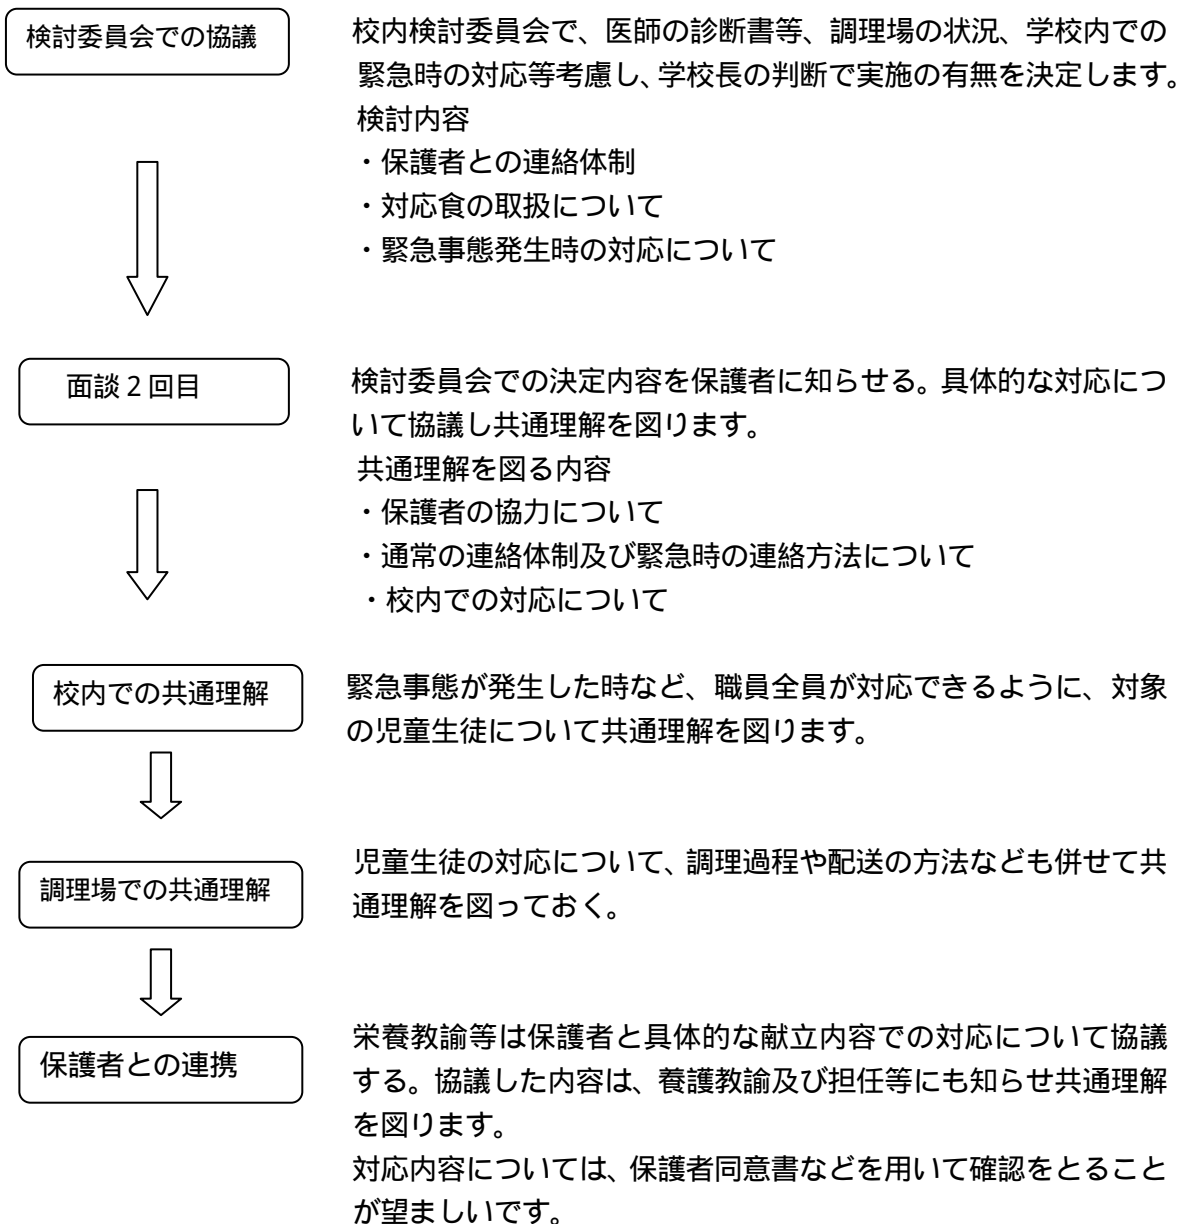 検討委員会での協議
校内検討委員会で、医師の診断書等、調理場の状況、学校内での
緊急時の対応等考慮し、学校長の判断で実施の有無を決定します。
検討内容
・保護者との連絡体制
・対応食の取扱について
・緊急事態発生時の対応について
面談２回目
検討委員会での決定内容を保護者に知らせる。具体的な対応につ
いて協議し共通理解を図ります。
共通理解を図る内容
・保護者の協力について
・通常の連絡体制及び緊急時の連絡方法について
・校内での対応について
校内での共通理解
緊急事態が発生した時など、職員全員が対応できるように、対象
の児童生徒について共通理解を図ります。
調理場での共通理解
児童生徒の対応について、調理過程や配送の方法なども併せて共
通理解を図っておく。
保護者との連携
栄養教諭等は保護者と具体的な献立内容での対応について協議
する。協議した内容は、養護教諭及び担任等にも知らせ共通理解
を図ります。
対応内容については、保護者同意書などを用いて確認をとること
が望ましいです。